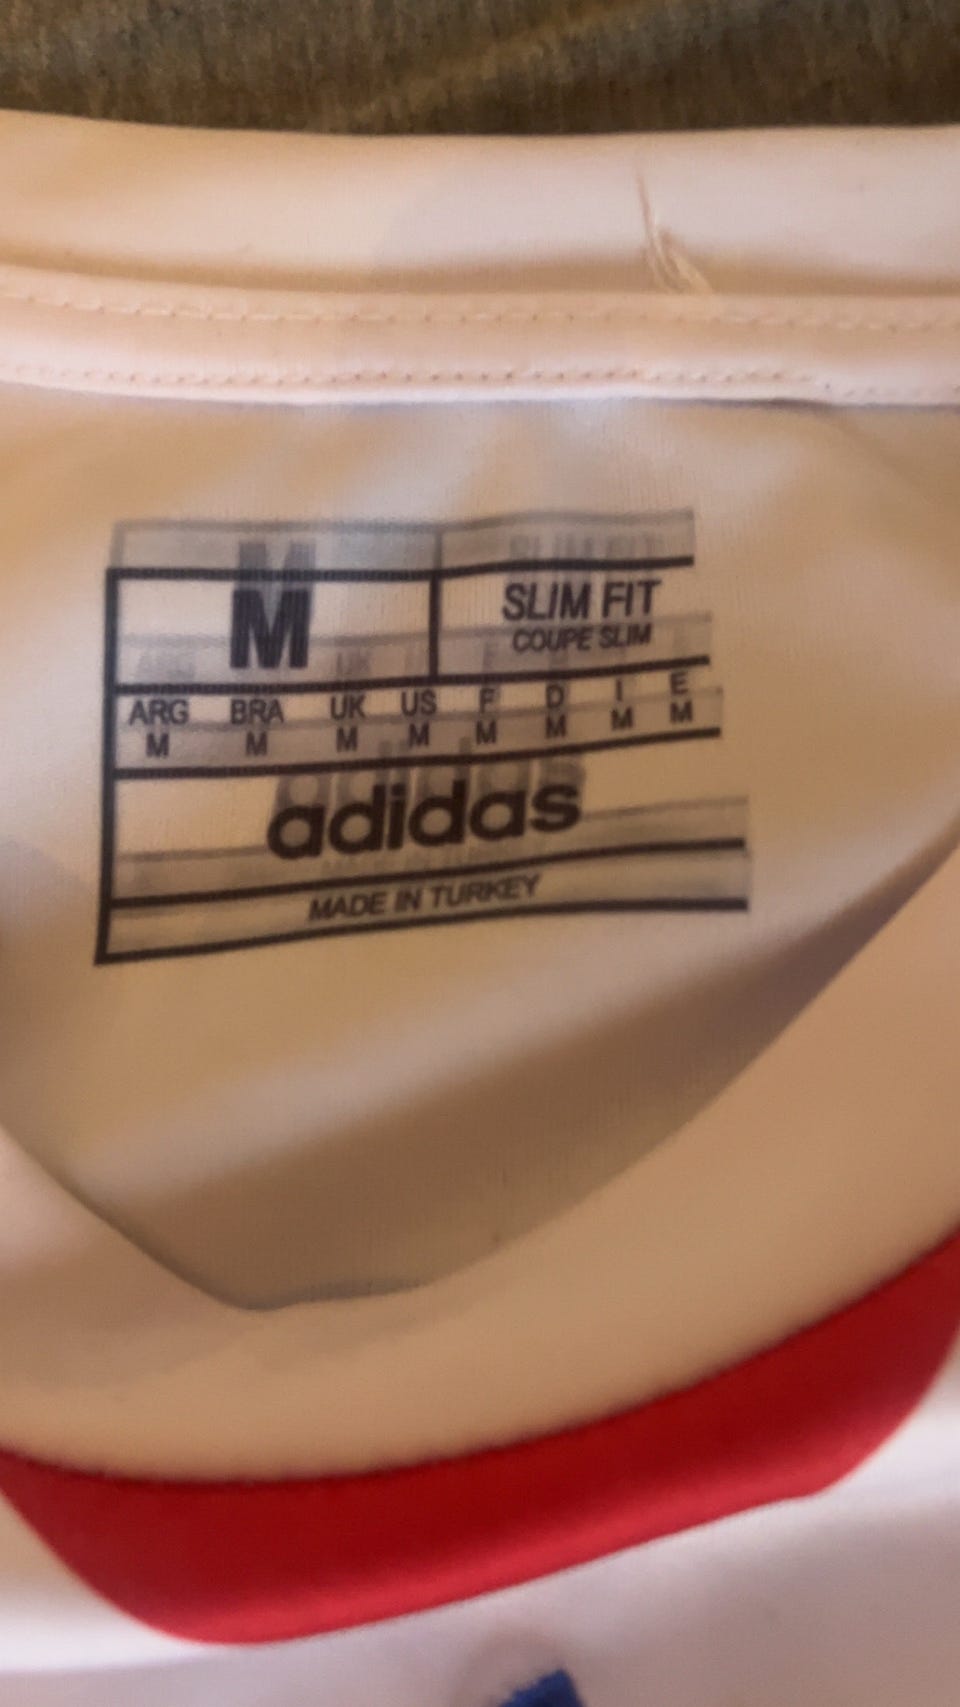 M
SLIM FIT
COUPE SLIM
ARG BRA UK US F D I E
M M M M M M M M
adidas
MADE IN TURKEY